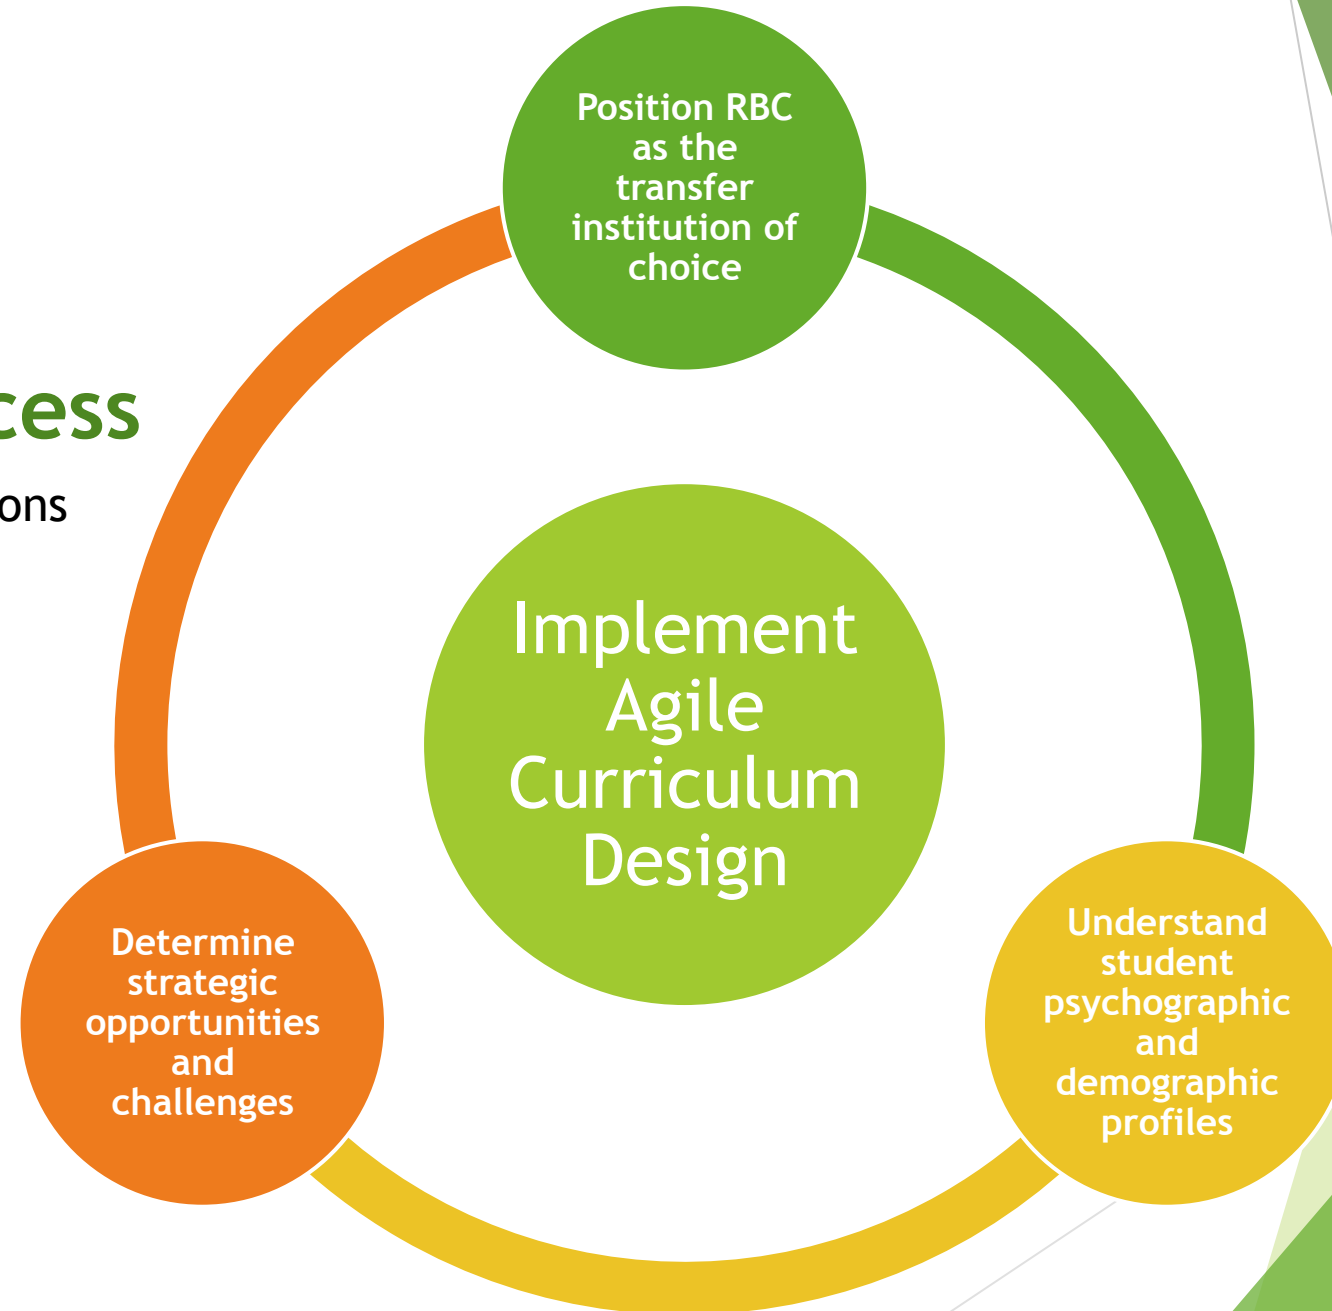 Position RBC
as the
transfer
institution of
choice
cess
ons
Implement
Agile
Curriculum
Design
Determine
strategic
opportunities
and
challenges
Understand
student
psychographic
and
demographic
profiles